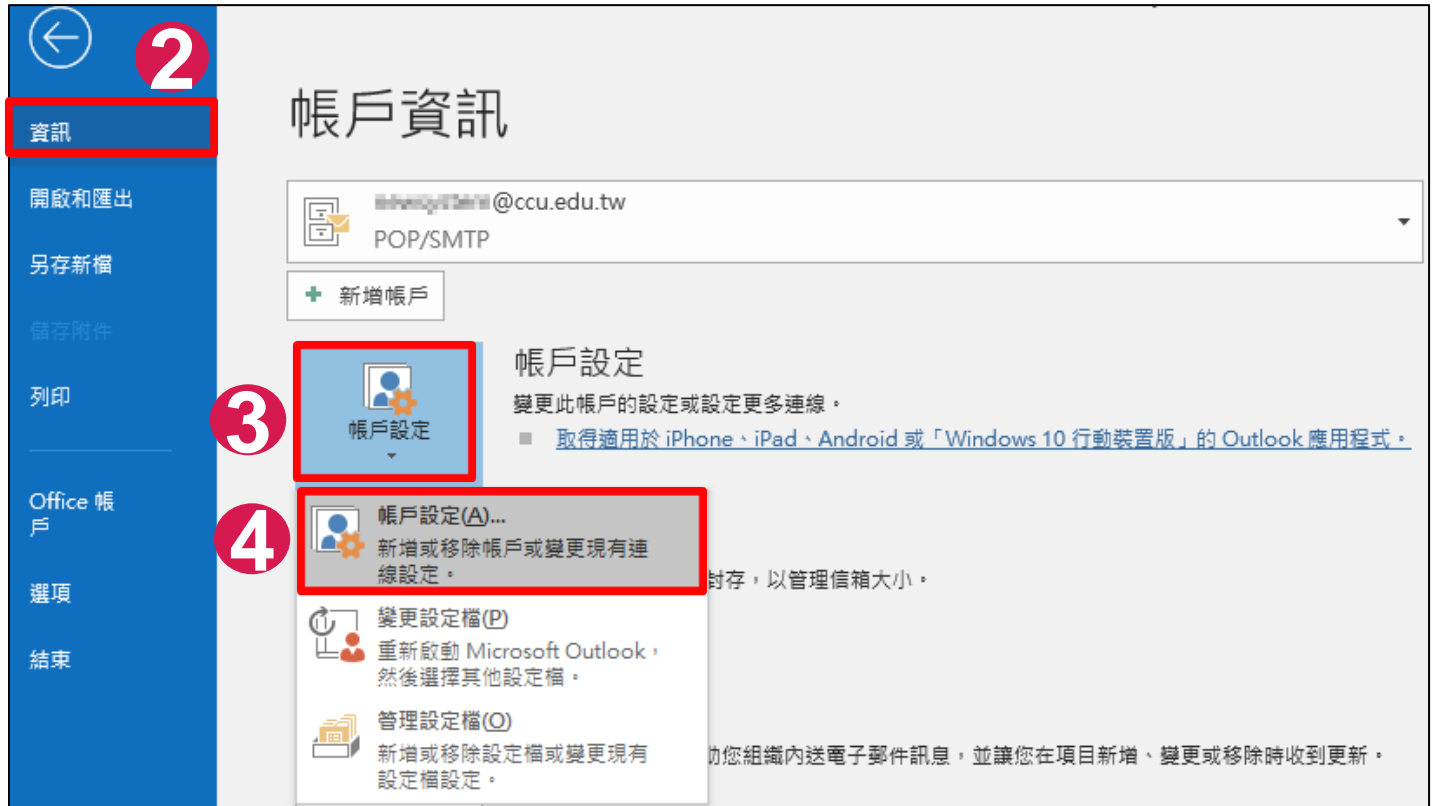 2
資訊
開啟和匯出
另存新檔
儲存附件
列印
Office 帳
戶
選項
結束
帳戶資訊
@ccu.edu.tw
POP/SMTP
新增帳戶
3
帳戶設定
帳戶設定
變更此帳戶的設定或設定更多連線。
取得適用於 iPhone、iPad、Android 或「Windows 10 行動裝置版」的 Outlook 應用程式。
4
帳戶設定(A)...
新增或移除帳戶或變更現有連
線設定。
封存，以管理信箱大小。
變更設定檔(P)
重新啟動 Microsoft Outlook，
然後選擇其他設定檔。
管理設定檔(O)
新增或移除設定檔或變更現有
設定檔設定。
您組織內送電子郵件訊息，並讓您在項目新增、變更或移除時收到更新。